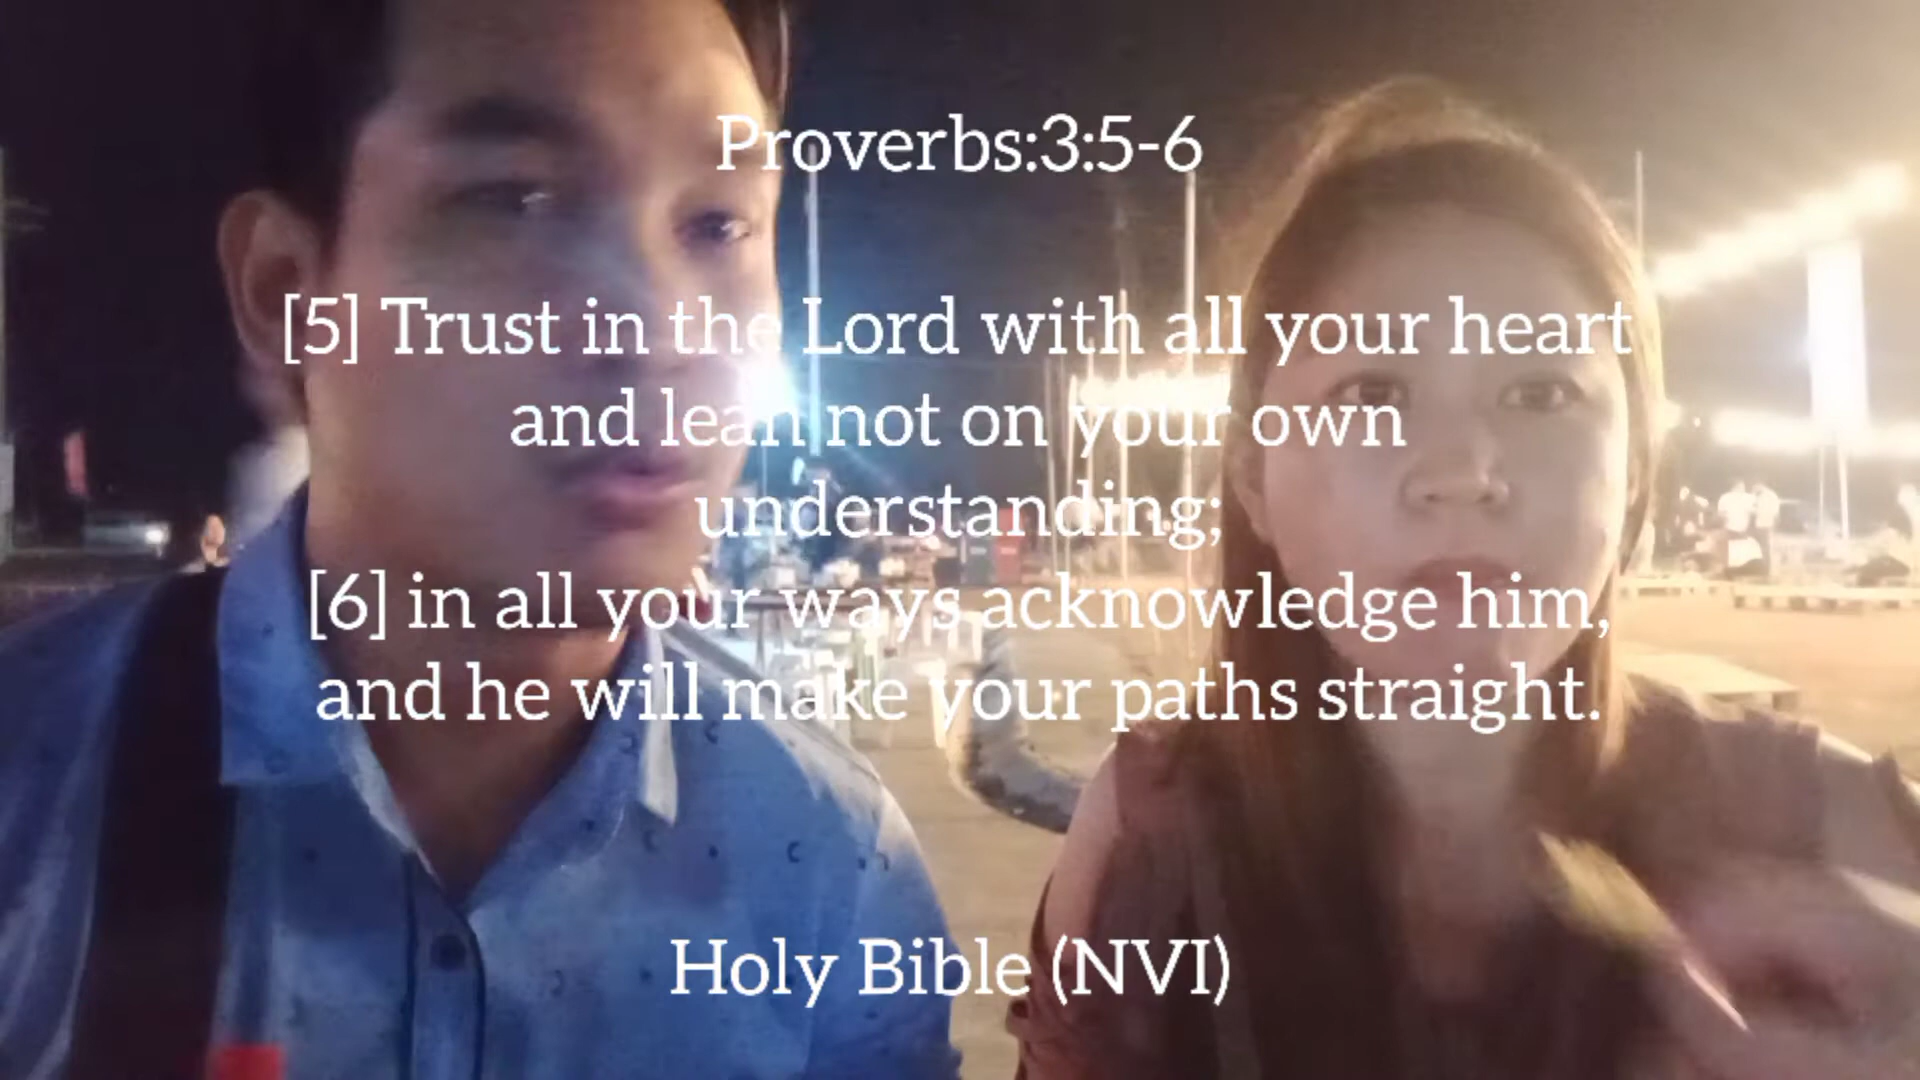 Proverbs:3:5-6
[5] Trust in the Lord with all your heart
and lean not on your own
understanding;
[6] in all your ways acknowledge him,
and he will make your paths straight.
Holy Bible (NVI)